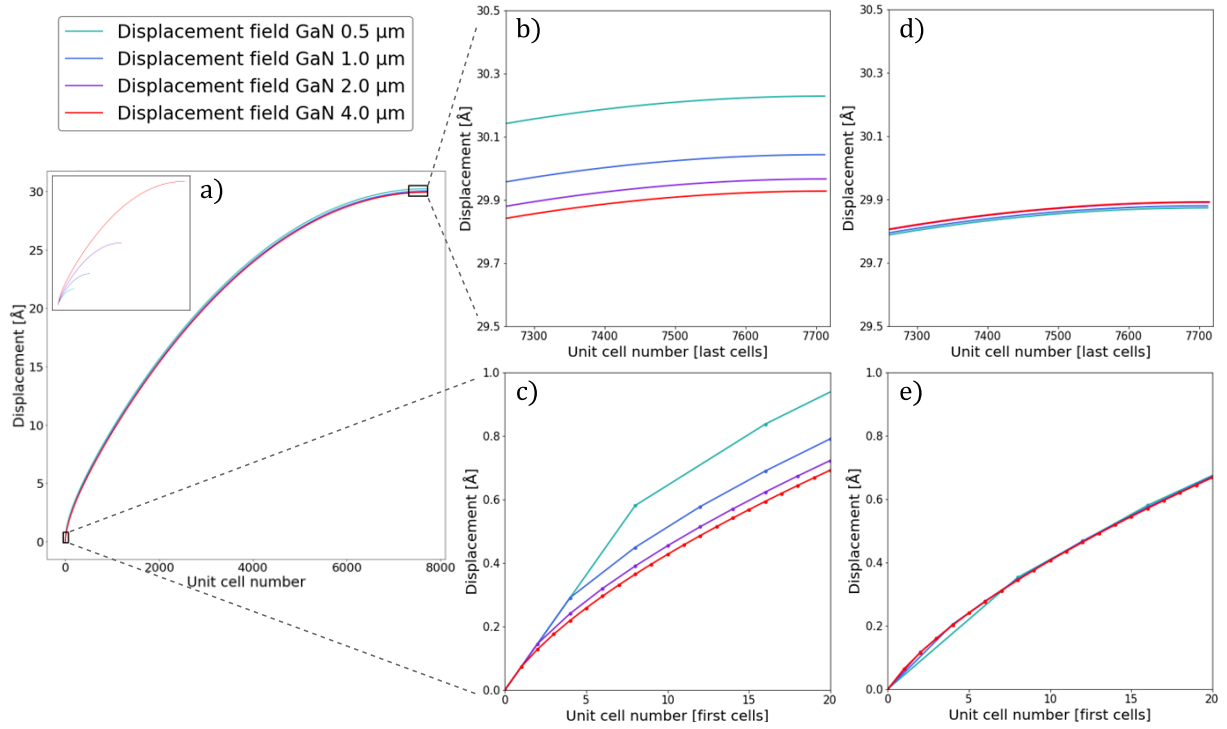 Displacement field GaN 0.5 µm
Displacement field GaN 1.0 µm
Displacement field GaN 2.0 µm
Displacement field GaN 4.0 µm
a)
30
25
20
15
10
5
0
Displacement [Å]
0 2000 4000 6000 8000
Unit cell number
b)
30.5
30.3
30.1
29.9
29.7
29.5
Displacement [Å]
7300 7400 7500 7600 7700
Unit cell number [last cells]
d)
30.5
30.3
30.1
29.9
29.7
29.5
Displacement [Å]
7300 7400 7500 7600 7700
Unit cell number [last cells]
c)
1.0
0.8
0.6
0.4
0.2
0.0
Displacement [Å]
0 5 10 15 20
Unit cell number [first cells]
e)
1.0
0.8
0.6
0.4
0.2
0.0
Displacement [Å]
0 5 10 15 20
Unit cell number [first cells]